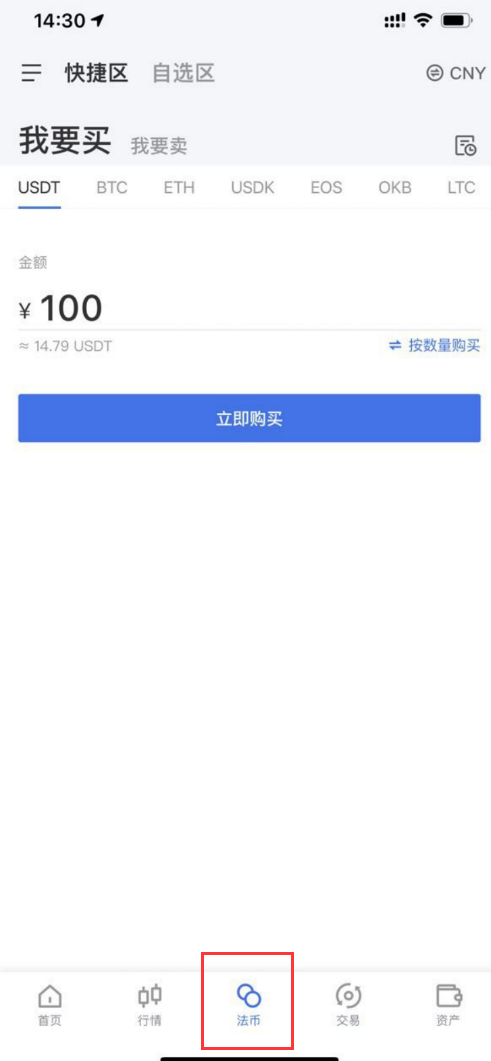 14:30
快捷区 自选区 CNY
我要买 我要卖
USDT BTC ETH USDK EOS OKB LTC
金额
¥ 100
≈ 14.79 USDT 按数量购买
立即购买
首页 行情 法币 交易 资产